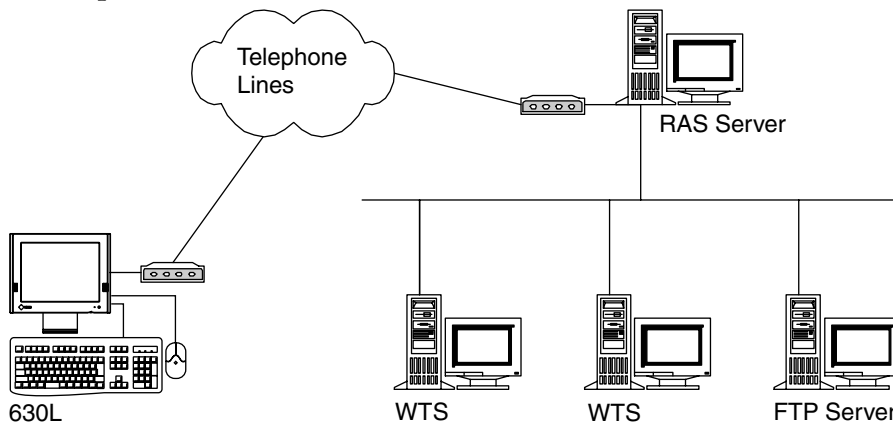 Telephone
Lines
RAS Server
630L
WTS
WTS
FTP Server